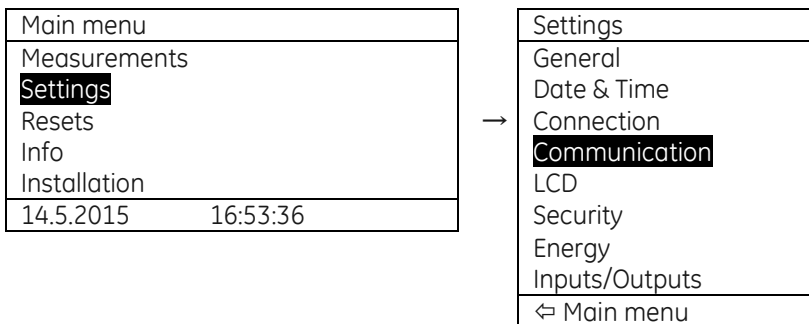 Main menu
Measurements
Settings
Resets
Info
Installation
14.5.2015 16:53:36
→
Settings
General
Date & Time
Connection
Communication
LCD
Security
Energy
Inputs/Outputs
⇦ Main menu